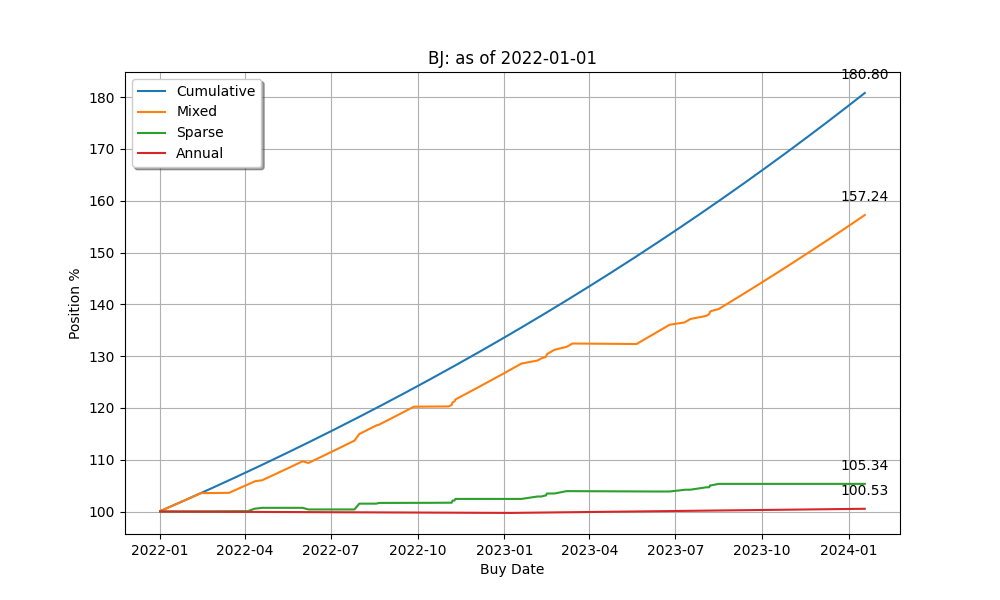 BJ: as of 2022-01-01
180.80
Cumulative
Mixed
Sparse
Annual
180
170
160
157.24
150
140
130
120
110
105.34
100.53
100
Position %
2022-01 2022-04 2022-07 2022-10 2023-01 2023-04 2023-07 2023-10 2024-01
Buy Date